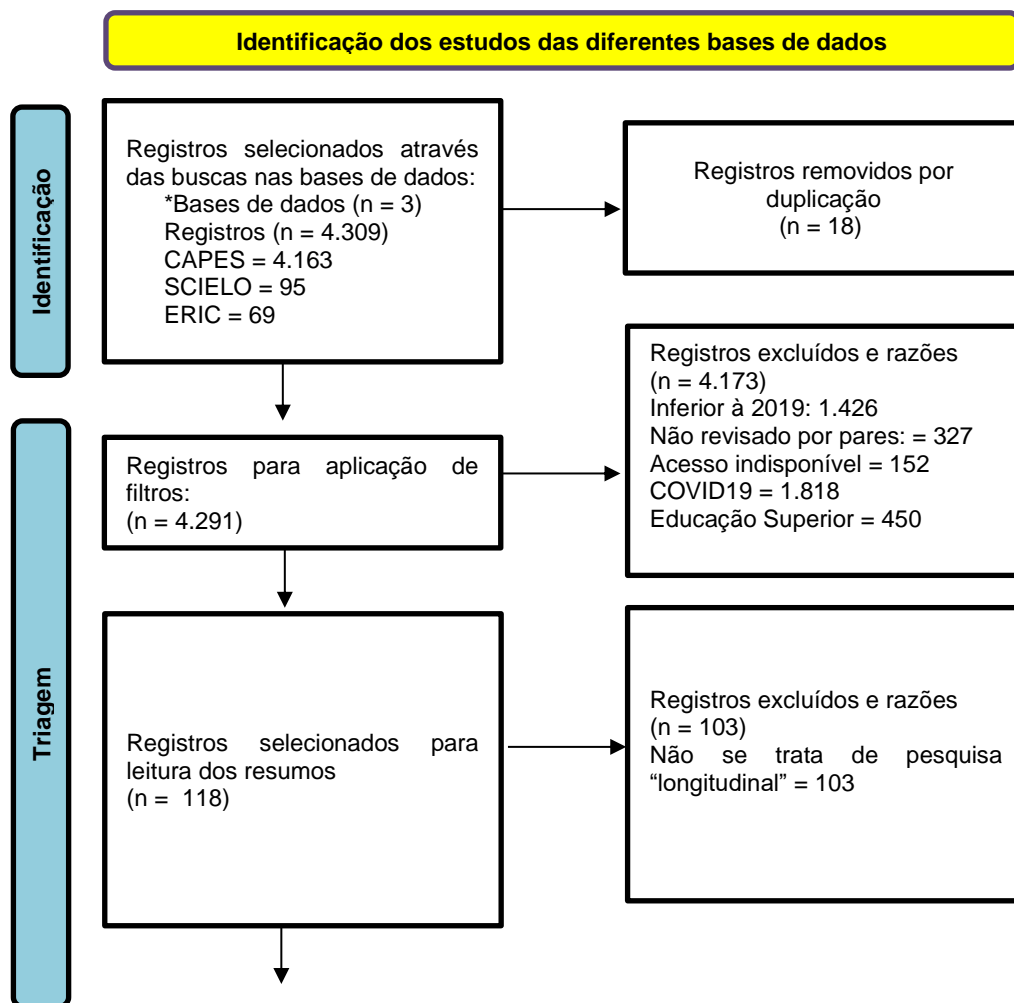 Identificação dos estudos das diferentes bases de dados
Identificação
Registros selecionados através
das buscas nas bases de dados:
*Bases de dados (n = 3)
Registros (n = 4.309)
CAPES = 4.163
SCIELO = 95
ERIC = 69
Registros removidos por
duplicação
(n = 18)
Triagem
Registros para aplicação de
filtros:
(n = 4.291)
Registros excluídos e razões
(n = 4.173)
Inferior à 2019: 1.426
Não revisado por pares: = 327
Acesso indisponível = 152
COVID19 = 1.818
Educação Superior = 450
Registros selecionados para
leitura dos resumos
(n = 118)
Registros excluídos e razões
(n = 103)
Não se trata de pesquisa
“longitudinal” = 103